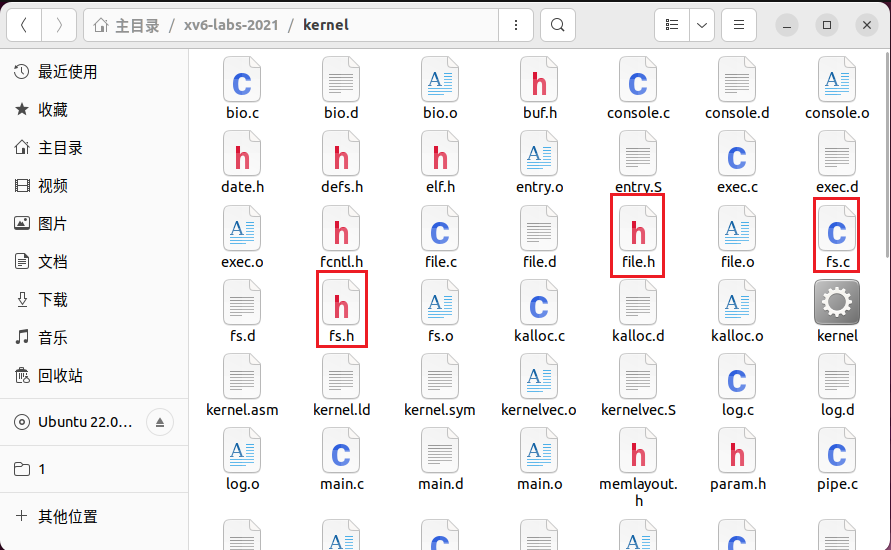 主目录 / xv6-labs-2021 / kernel
最近使用
收藏
主目录
视频
图片
文档
下载
音乐
回收站
Ubuntu 22.0…
1
其他位置
bio.c bio.d bio.o buf.h console.c console.d console.o
date.h defs.h elf.h entry.o entry.S exec.c exec.d
exec.o fcntl.h file.c file.d file.h file.o fs.c
fs.d fs.h fs.o kalloc.c kalloc.d kalloc.o kernel
kernel.asm kernel.ld kernel.sym kernelvec.o kernelvec.S log.c log.d
log.o main.c main.d main.o memlayout.h param.h pipe.c